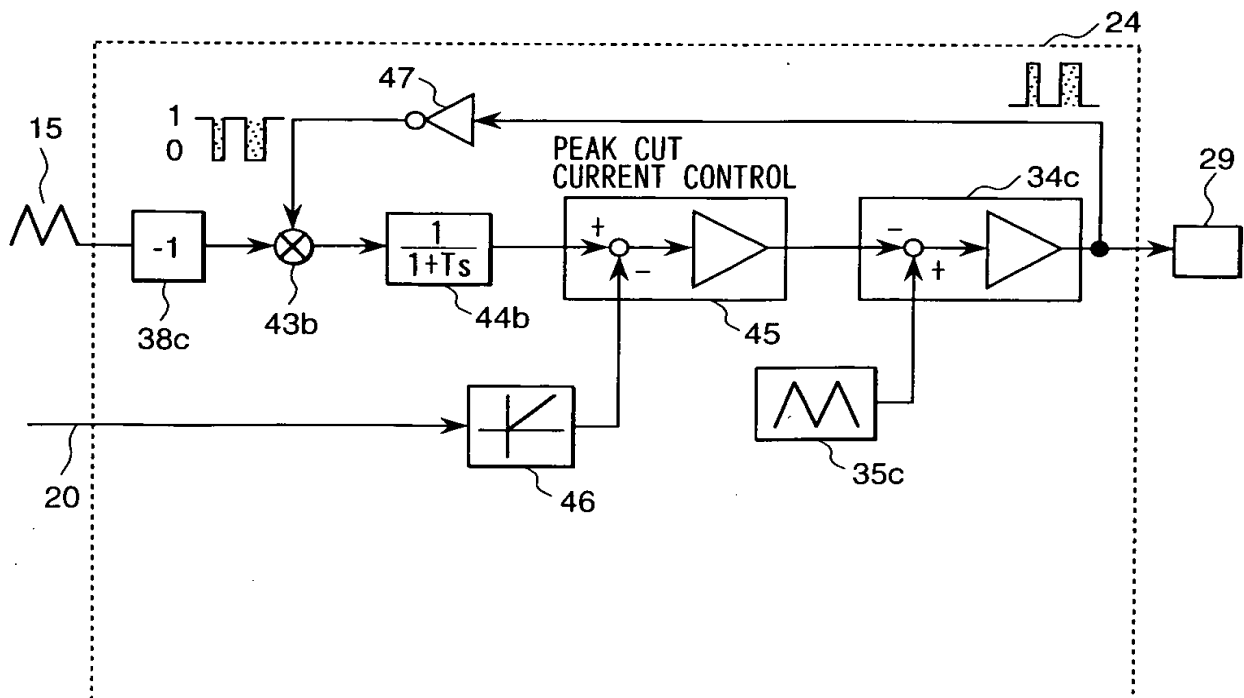 24
47
1
0
15
PEAK CUT
CURRENT CONTROL
34c
29
-1
1
1+Ts
+
-
-
+
38c
43b
44b
45
35c
20
46